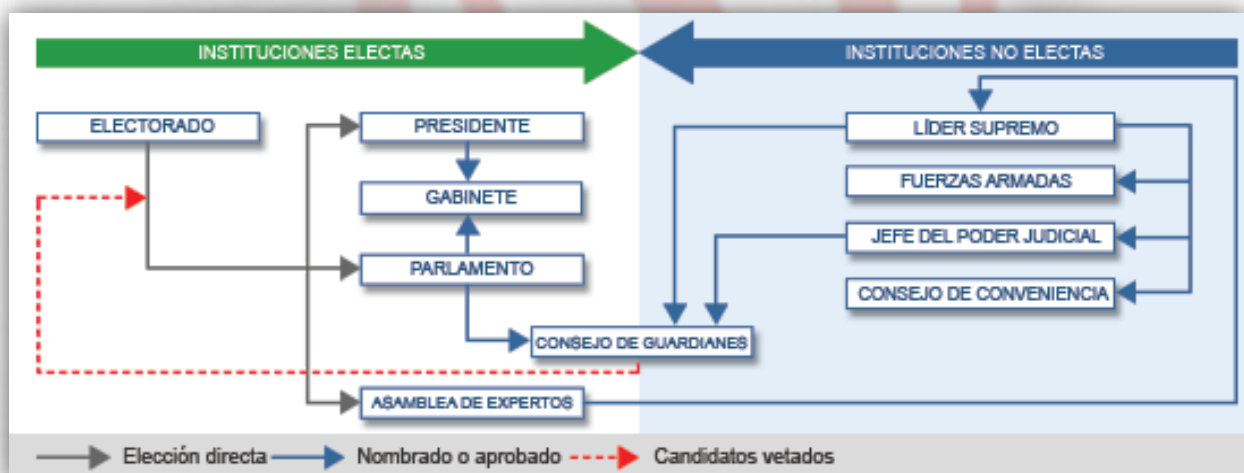 INSTITUCIONES ELECTAS
INSTITUCIONES NO ELECTAS
ELECTORADO
PRESIDENTE
LÍDER SUPREMO
GABINETE
FUERZAS ARMADAS
JEFE DEL PODER JUDICIAL
PARLAMENTO
CONSEJO DE CONVENIENCIA
CONSEJO DE GUARDIANES
ASAMBLEA DE EXPERTOS
Elección directa
Nombrado o aprobado
Candidatos vetados